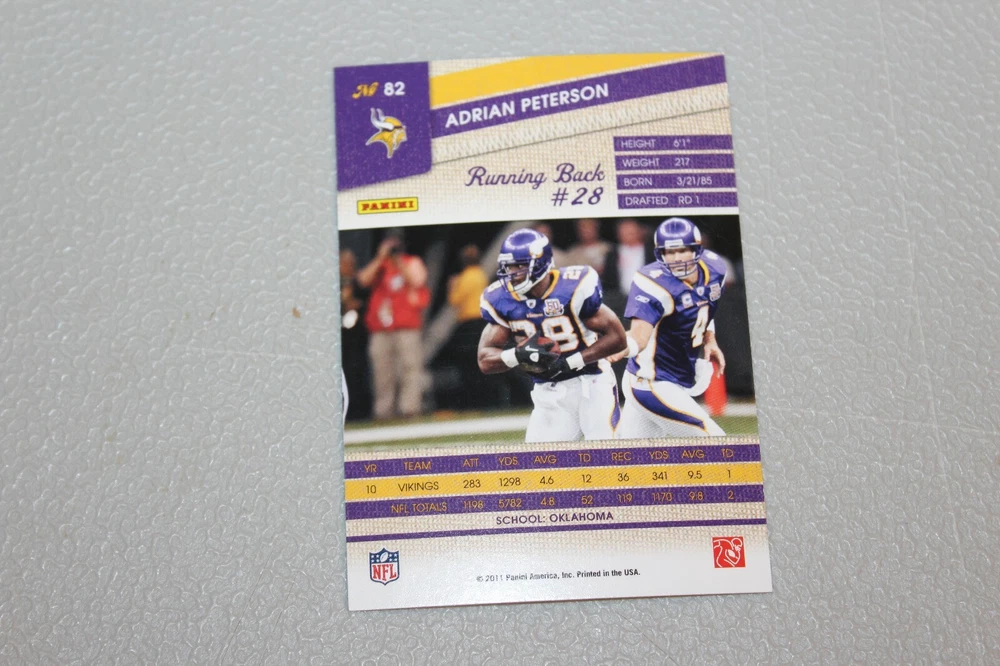 M 82
ADRIAN PETERSON
Running Back
#28
HEIGHT 6'1"
WEIGHT 217
BORN 3/21/85
DRAFTED RD 1
PANINI
28
4
YR TEAM ATT YDS AVG TD REC YDS AVG TD
10 VIKINGS 283 1298 4.6 12 36 341 9.5 1
NFL TOTALS 1198 5782 4.8 52 119 1170 9.8 2
SCHOOL: OKLAHOMA
NFL
© 2011 Panini America, Inc. Printed in the USA.